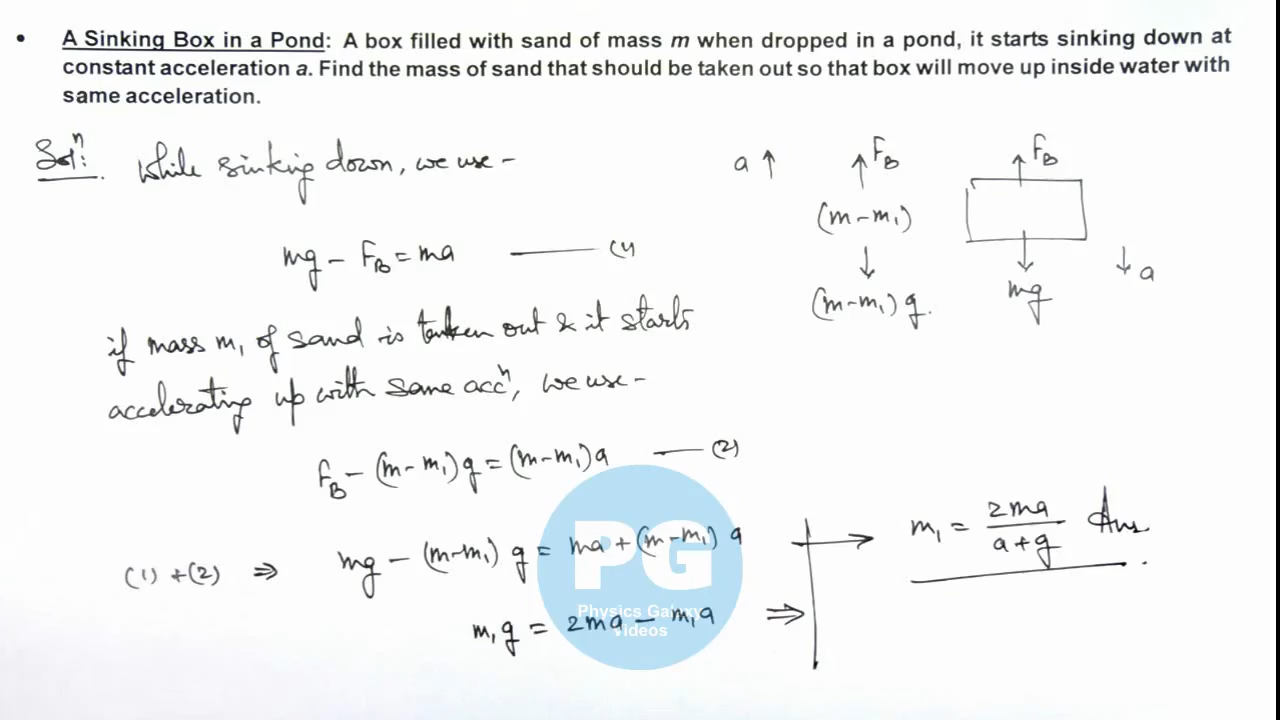 • A Sinking Box in a Pond: A box filled with sand of mass m when dropped in a pond, it starts sinking down at
constant acceleration a. Find the mass of sand that should be taken out so that box will move up inside water with
same acceleration.
Solⁿ: While sinking down, we use –
a ↑ F_B F_B
(m – m₁)
mg – F_B = ma —— (1)
(m – m₁) g. mg ↓ a
if mass m₁ of sand is taken out & it starts
accelerating up with same accⁿ, we use –
F_B – (m – m₁) g = (m – m₁) a —— (2)
(1) + (2) ⇒ mg – (m – m₁) g = ma + (m – m₁) a
m₁g = 2ma – m₁a ⇒
m₁ = 2ma / (a + g) Ans.
PG
Physics Galaxy
Videos